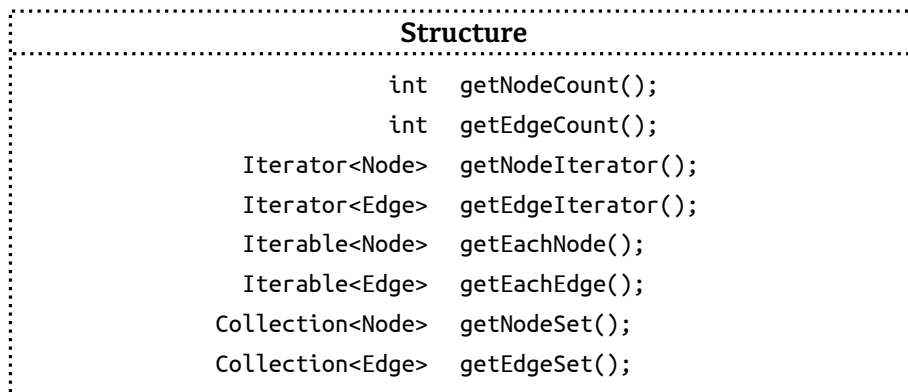 Structure
int getNodeCount();
int getEdgeCount();
Iterator<Node> getNodeIterator();
Iterator<Edge> getEdgeIterator();
Iterable<Node> getEachNode();
Iterable<Edge> getEachEdge();
Collection<Node> getNodeSet();
Collection<Edge> getEdgeSet();